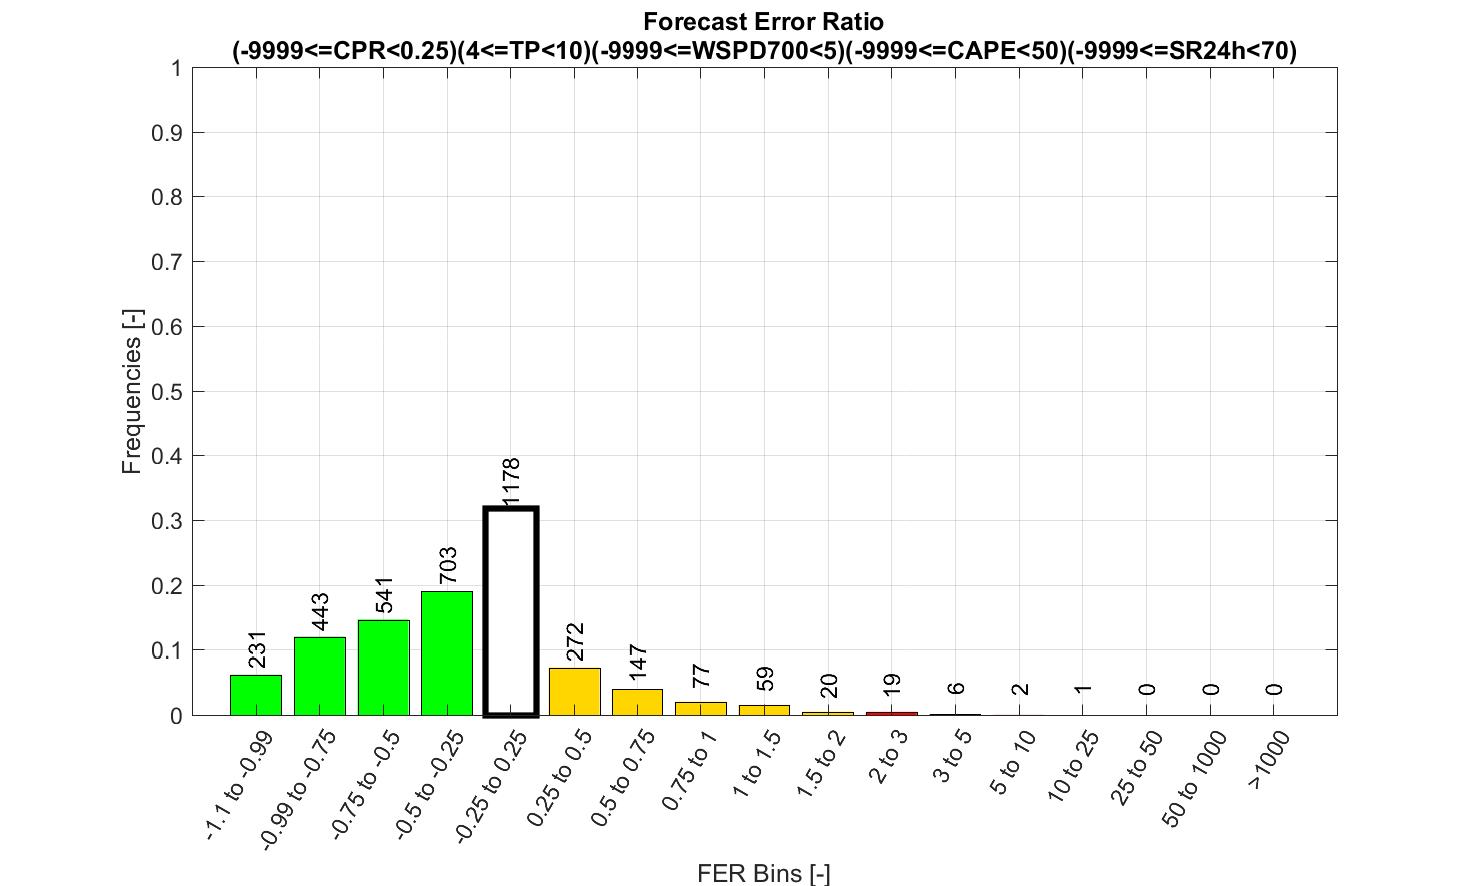 Forecast Error Ratio
(-9999<=CPR<0.25)(4<=TP<10)(-9999<=WSPD700<5)(-9999<=CAPE<50)(-9999<=SR24h<70)
1
0.9
0.8
0.7
0.6
0.5
0.4
0.3
0.2
0.1
0
Frequencies [-]
231
443
541
703
1178
272
147
77
59
20
19
6
2
1
0
0
0
-1.1 to -0.99
-0.99 to -0.75
-0.75 to -0.5
-0.5 to -0.25
-0.25 to 0.25
0.25 to 0.5
0.5 to 0.75
0.75 to 1
1 to 1.5
1.5 to 2
2 to 3
3 to 5
5 to 10
10 to 25
25 to 50
50 to 1000
>1000
FER Bins [-]